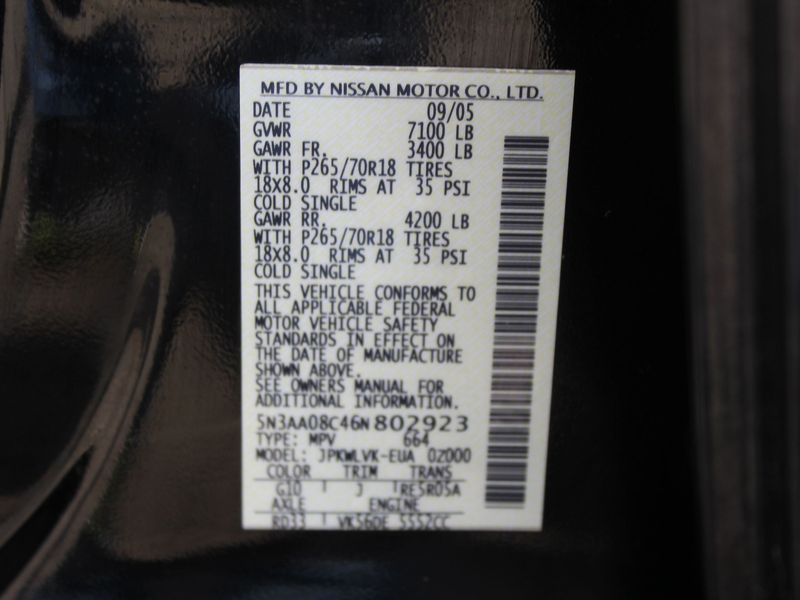 MFD BY NISSAN MOTOR CO., LTD.
DATE 09/05
GVWR 7100 LB
GAWR FR. 3400 LB
WITH P265/70R18 TIRES
18X8.0 RIMS AT 35 PSI
COLD SINGLE
GAWR RR. 4200 LB
WITH P265/70R18 TIRES
18X8.0 RIMS AT 35 PSI
COLD SINGLE
THIS VEHICLE CONFORMS TO
ALL APPLICABLE FEDERAL
MOTOR VEHICLE SAFETY
STANDARDS IN EFFECT ON
THE DATE OF MANUFACTURE
SHOWN ABOVE.
SEE OWNERS MANUAL FOR
ADDITIONAL INFORMATION.
5N3AA08C46N802923
TYPE: MPV 664
MODEL: JPKWLVK-EUA 0Z000
COLOR TRIM TRANS
G10 J RE5R05A
AXLE ENGINE
RD33 VK56DE 5552CC